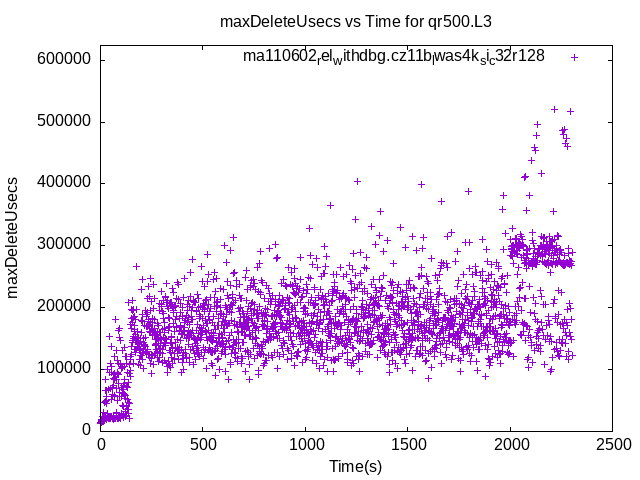 maxDeleteUsecs vs Time for qr500.L3
ma110602relwithdbg.cz11bwas4ksic32r128
600000
500000
400000
300000
200000
100000
0
maxDeleteUsecs
0 500 1000 1500 2000 2500
Time(s)